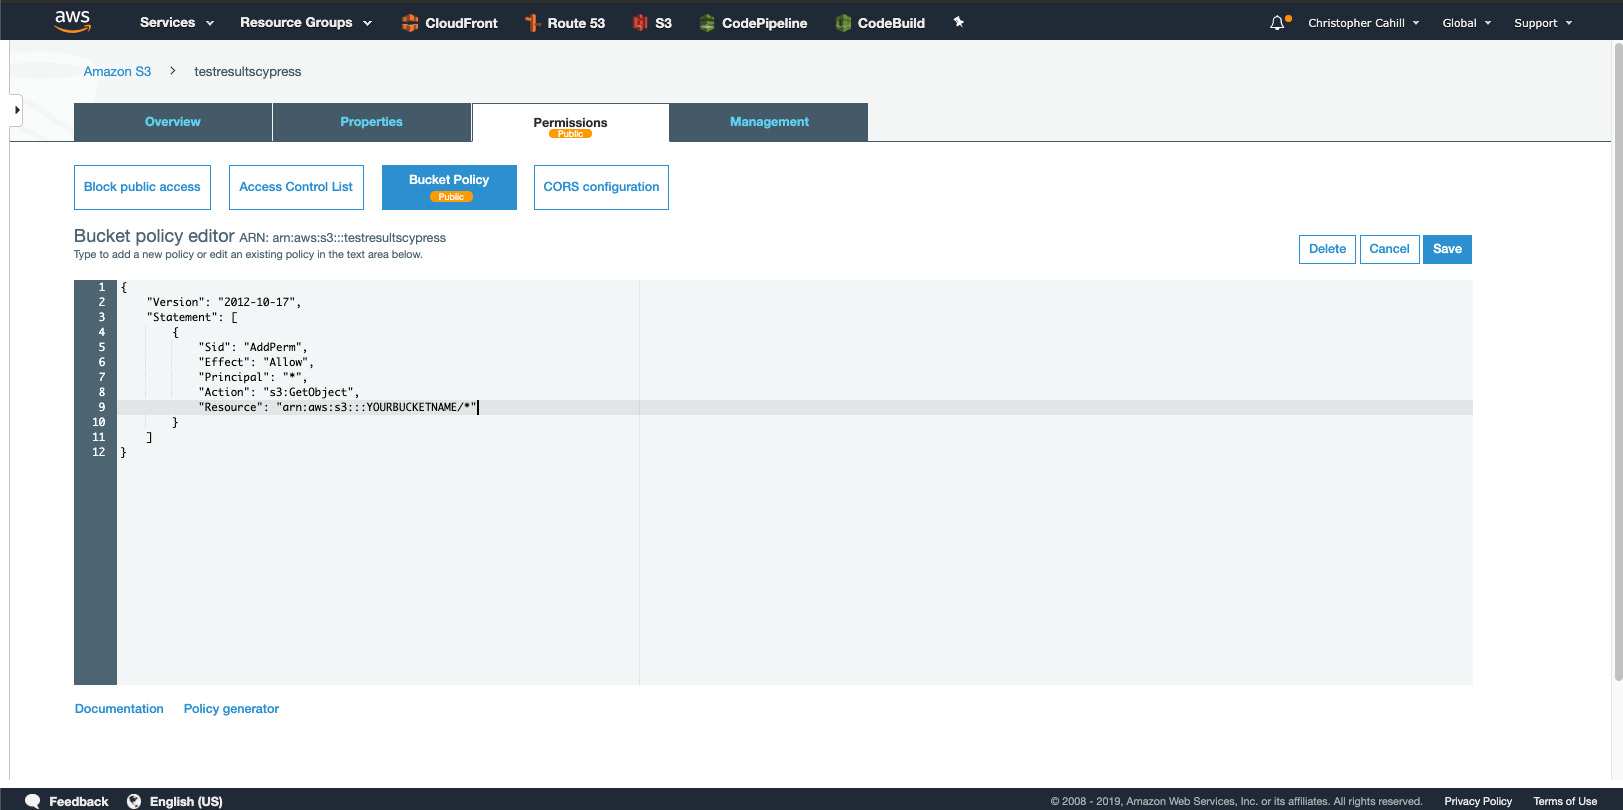 aws Services Resource Groups CloudFront Route 53 S3 CodePipeline CodeBuild Christopher Cahill Global Support
Amazon S3 > testresultscypress
Overview Properties Permissions Management
Public
Block public access Access Control List Bucket Policy CORS configuration
Public
Bucket policy editor ARN: arn:aws:s3:::testresultscypress
Type to add a new policy or edit an existing policy in the text area below.
Delete Cancel Save
1 {
2 "Version": "2012-10-17",
3 "Statement": [
4 {
5 "Sid": "AddPerm",
6 "Effect": "Allow",
7 "Principal": "*",
8 "Action": "s3:GetObject",
9 "Resource": "arn:aws:s3:::YOURBUCKETNAME/*"
10 }
11 ]
12 }
Documentation Policy generator
Feedback English (US) © 2008 - 2019, Amazon Web Services, Inc. or its affiliates. All rights reserved. Privacy Policy Terms of Use